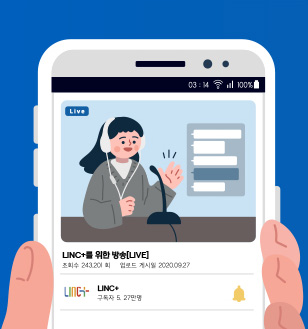 03 : 14 100%
Live
LINC+를 위한 방송[LIVE]
조회수 243,201 회 업로드 게시일 2020.09.27
LINC+
LINC+
구독자 5. 27만명